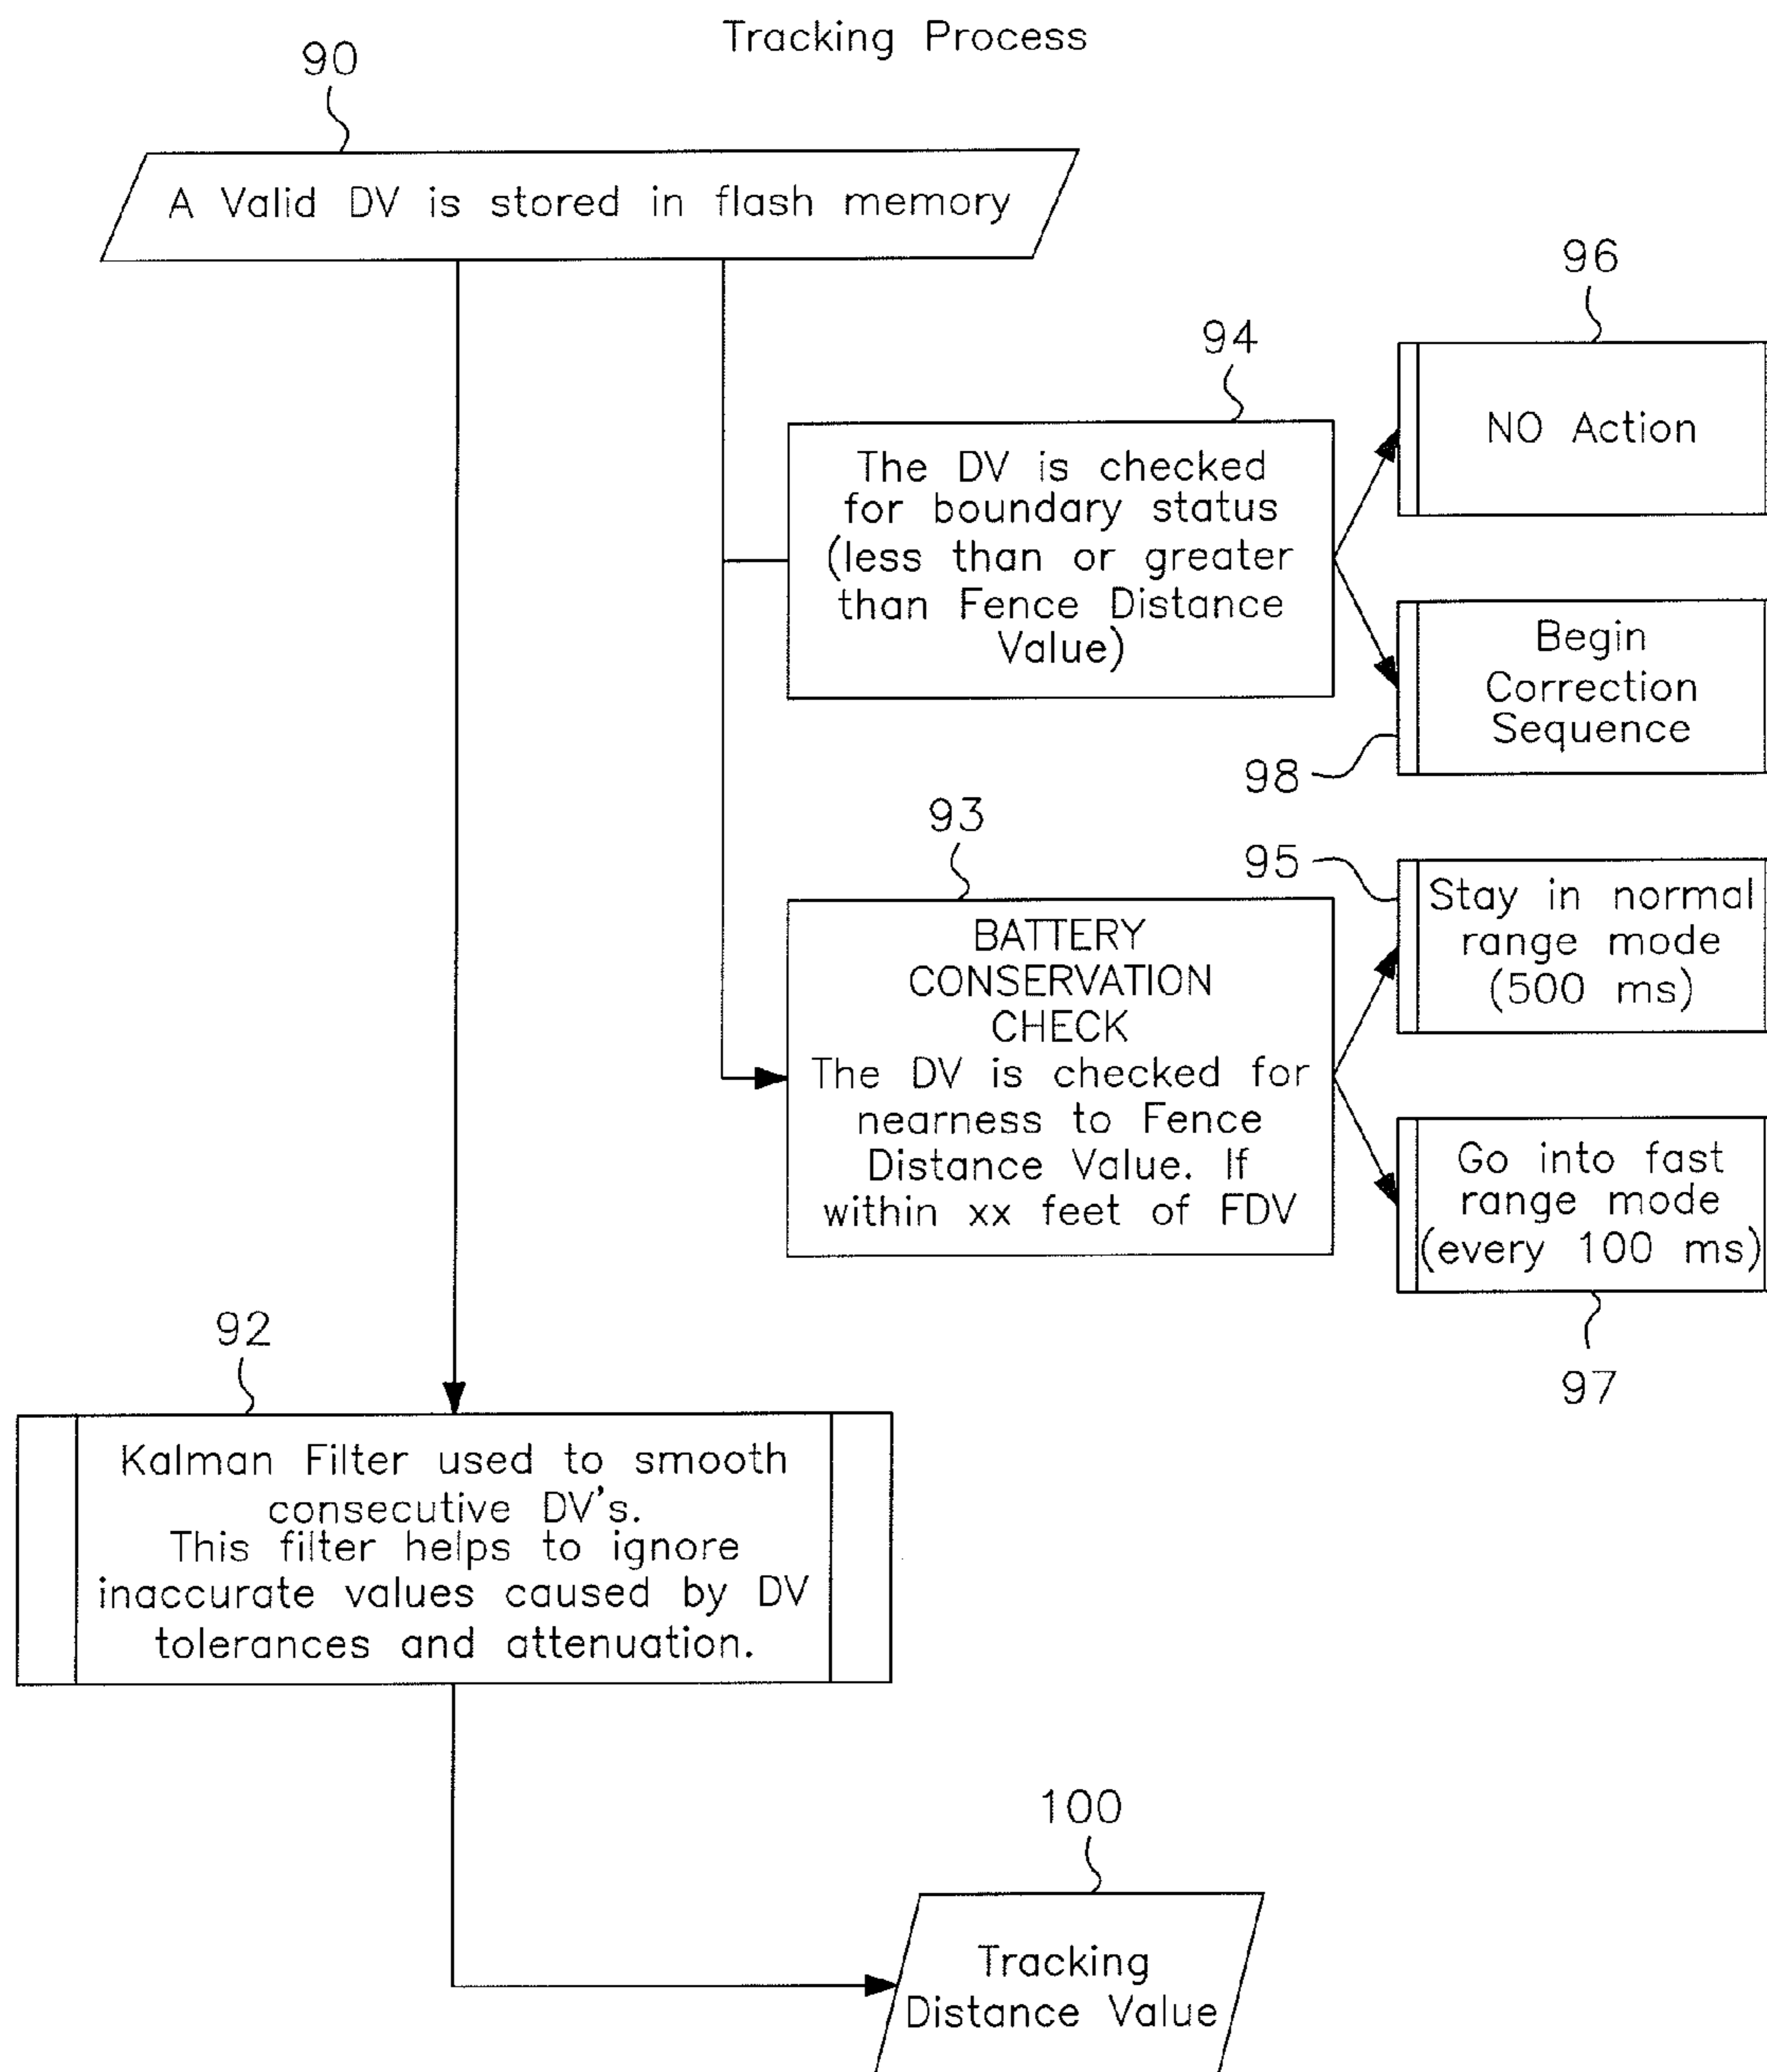 Tracking Process
90
A Valid DV is stored in flash memory
96
94
NO Action
The DV is checked
for boundary status
(less than or greater
than Fence Distance
Value)
Begin
Correction
Sequence
98
93
95
Stay in normal
range mode
(500 ms)
BATTERY
CONSERVATION
CHECK
The DV is checked for
nearness to Fence
Distance Value. If
within xx feet of FDV
Go into fast
range mode
(every 100 ms)
97
92
Kalman Filter used to smooth
consecutive DV's.
This filter helps to ignore
inaccurate values caused by DV
tolerances and attenuation.
100
Tracking
Distance Value